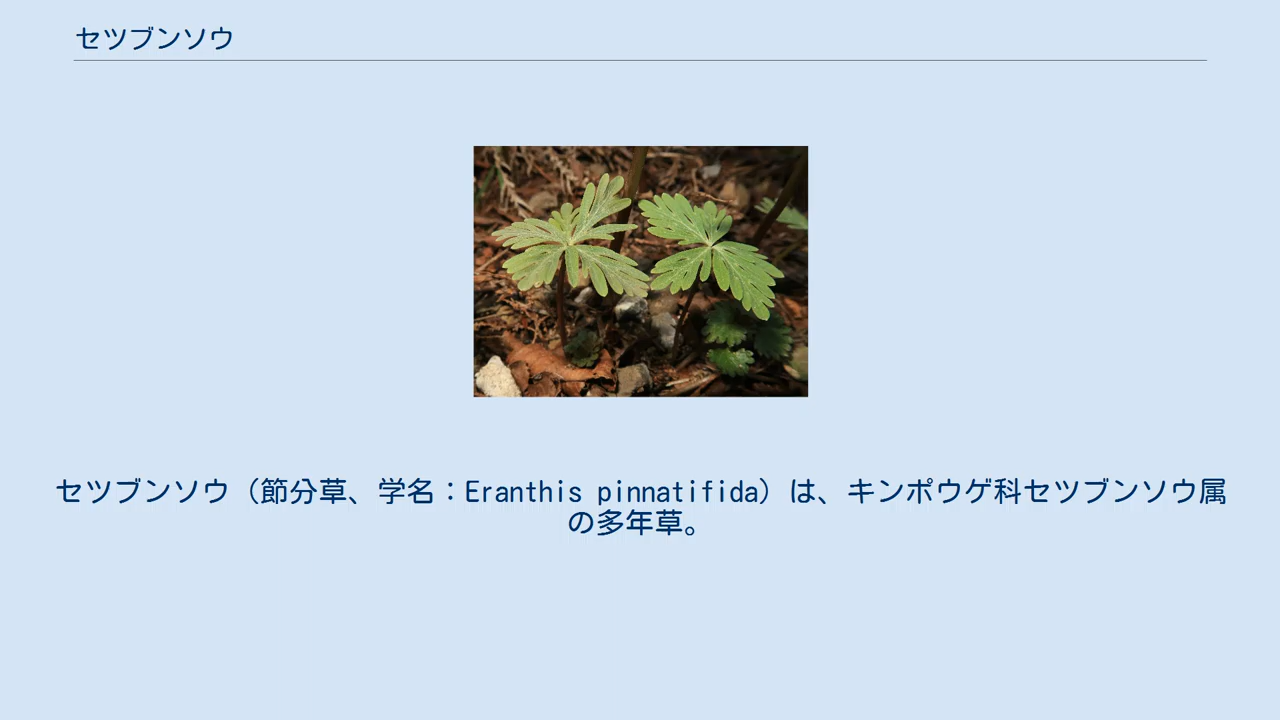 セツブンソウ
セツブンソウ（節分草、学名：Eranthis pinnatifida）は、キンポウゲ科セツブンソウ属
の多年草。